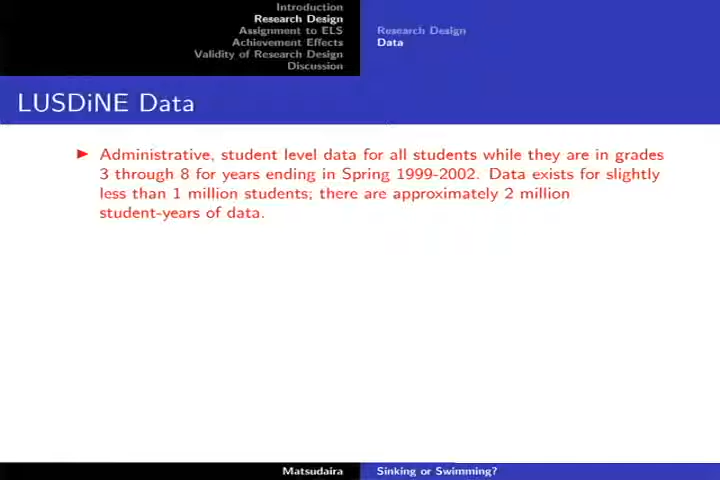 Introduction
Research Design
Assignment to ELS
Achievement Effects
Validity of Research Design
Discussion
Research Design
Data
LUSDiNE Data
Administrative, student level data for all students while they are in grades
3 through 8 for years ending in Spring 1999-2002. Data exists for slightly
less than 1 million students; there are approximately 2 million
student-years of data.
Matsudaira
Sinking or Swimming?